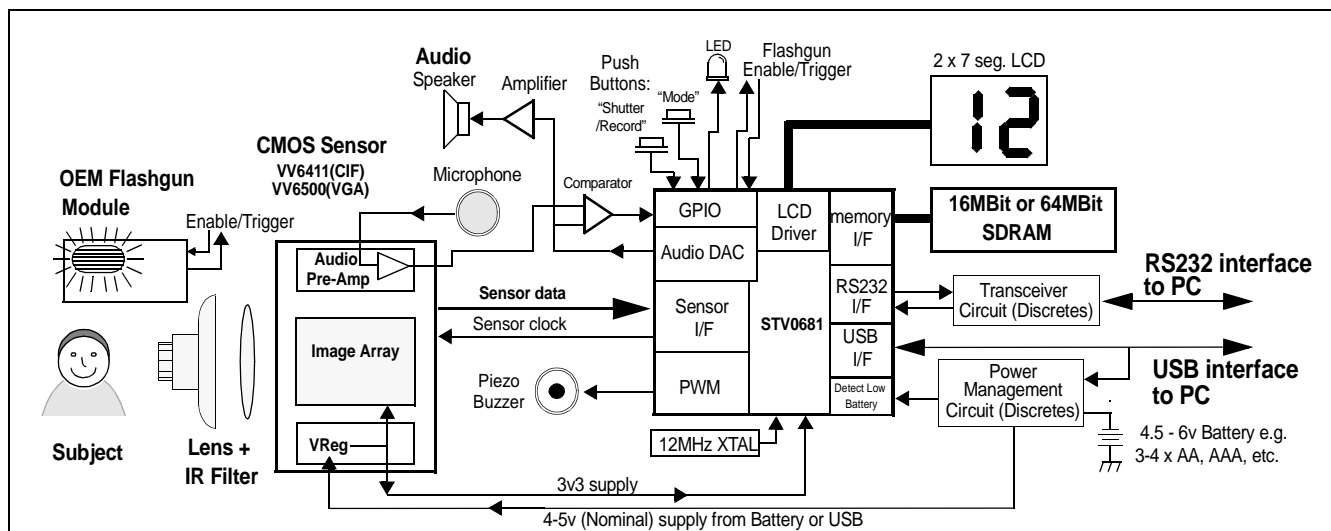 Audio
Speaker
Amplifier
Push
Buttons:
"Shutter
/Record"
"Mode"
LED
Flashgun
Enable/Trigger
2 x 7 seg. LCD
12
CMOS Sensor
VV6411(CIF)
VV6500(VGA)
Microphone
Comparator
OEM Flashgun
Module
Enable/Trigger
Audio
Pre-Amp
Image Array
VReg
Sensor data
Sensor clock
Piezo
Buzzer
GPIO
Audio DAC
Sensor
I/F
PWM
LCD
Driver
STV0681
memory
I/F
RS232
I/F
USB
I/F
Detect Low
Battery
16MBit or 64MBit
SDRAM
Transceiver
Circuit (Discretes)
RS232 interface
to PC
Power
Management
Circuit (Discretes)
USB interface
to PC
4.5 - 6v Battery e.g.
3-4 x AA, AAA, etc.
Subject
Lens +
IR Filter
12MHz XTAL
3v3 supply
4-5v (Nominal) supply from Battery or USB